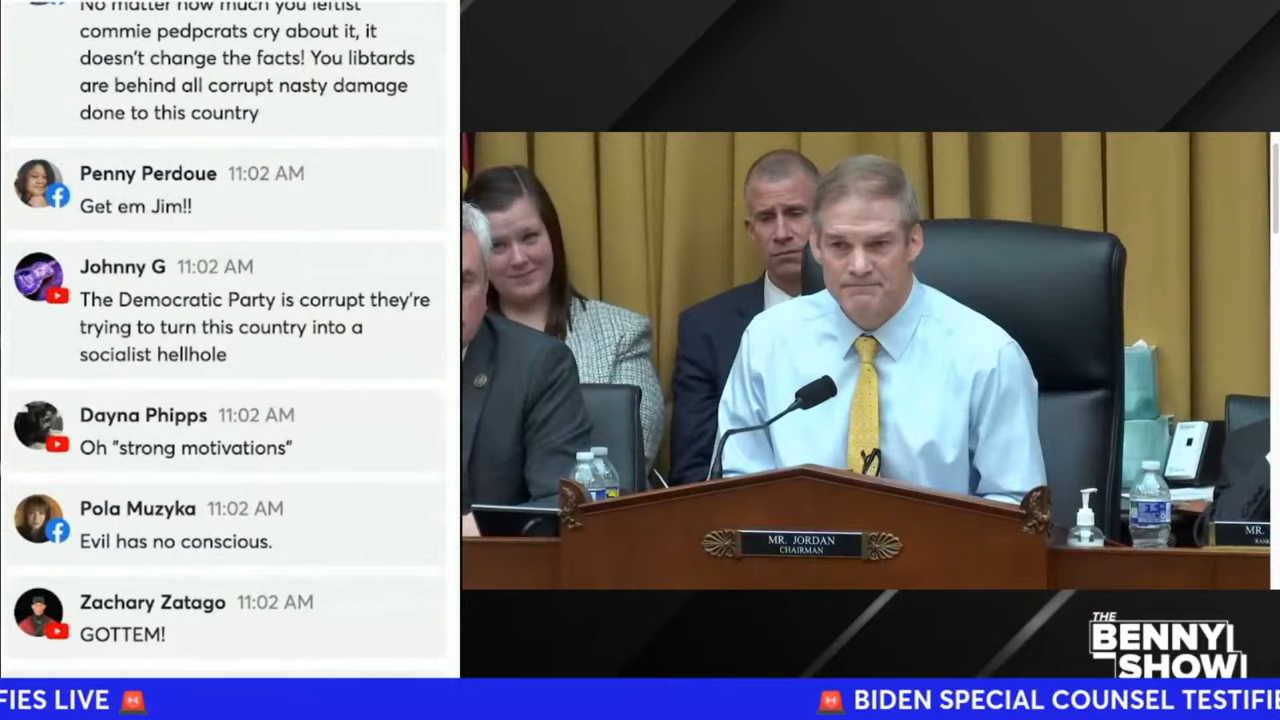 No matter how much you leftist
commie pedpcrats cry about it, it
doesn't change the facts! You libtards
are behind all corrupt nasty damage
done to this country
Penny Perdoue 11:02 AM
Get em Jim!!
Johnny G 11:02 AM
The Democratic Party is corrupt they're
trying to turn this country into a
socialist hellhole
Dayna Phipps 11:02 AM
Oh "strong motivations"
Pola Muzyka 11:02 AM
Evil has no conscious.
Zachary Zatago 11:02 AM
GOTTEM!
MR. JORDAN
CHAIRMAN
MR.
RANK
THE
BENNY
SHOW
FIES LIVE 🚨 🚨 BIDEN SPECIAL COUNSEL TESTIFIE